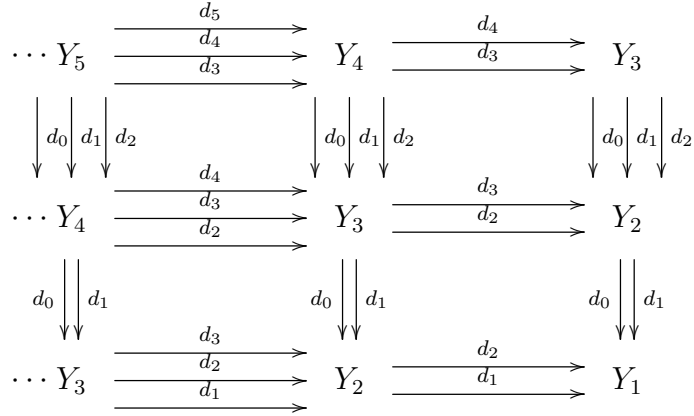 d₅
d₄ d₄
··· Y₅ Y₄ Y₃
d₃ d₃
d₀ d₁ d₂ d₀ d₁ d₂ d₀ d₁ d₂
d₄
d₃ d₃
··· Y₄ Y₃ Y₂
d₂ d₂
d₀ d₁ d₀ d₁ d₀ d₁
d₃
d₂ d₂
··· Y₃ Y₂ Y₁
d₁ d₁